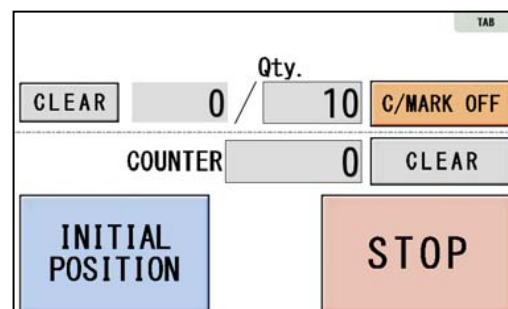 TAB
Qty.
CLEAR 0 / 10 C/MARK OFF
COUNTER 0 CLEAR
INITIAL
POSITION
STOP